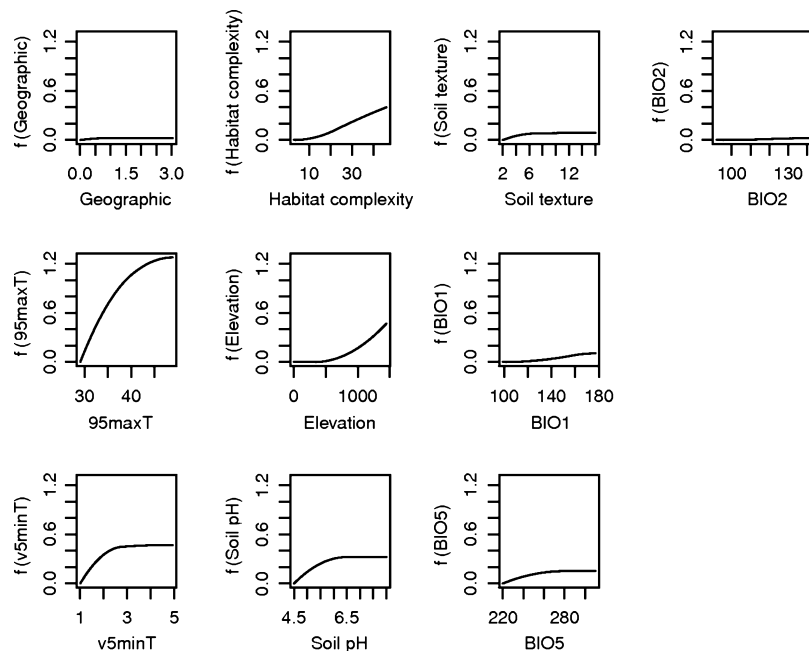 f (Geographic)
0.0 0.6 1.2
0.0 1.5 3.0
Geographic
f (Habitat complexity)
0.0 0.6 1.2
10 30
Habitat complexity
f (Soil texture)
0.0 0.6 1.2
2 6 12
Soil texture
f (BIO2)
0.0 0.6 1.2
100 130
BIO2
f (95maxT)
0.0 0.6 1.2
30 40
95maxT
f (Elevation)
0.0 0.6 1.2
0 1000
Elevation
f (BIO1)
0.0 0.6 1.2
100 140 180
BIO1
f (v5minT)
0.0 0.6 1.2
1 3 5
v5minT
f (Soil pH)
0.0 0.6 1.2
4.5 6.5
Soil pH
f (BIO5)
0.0 0.6 1.2
220 280
BIO5